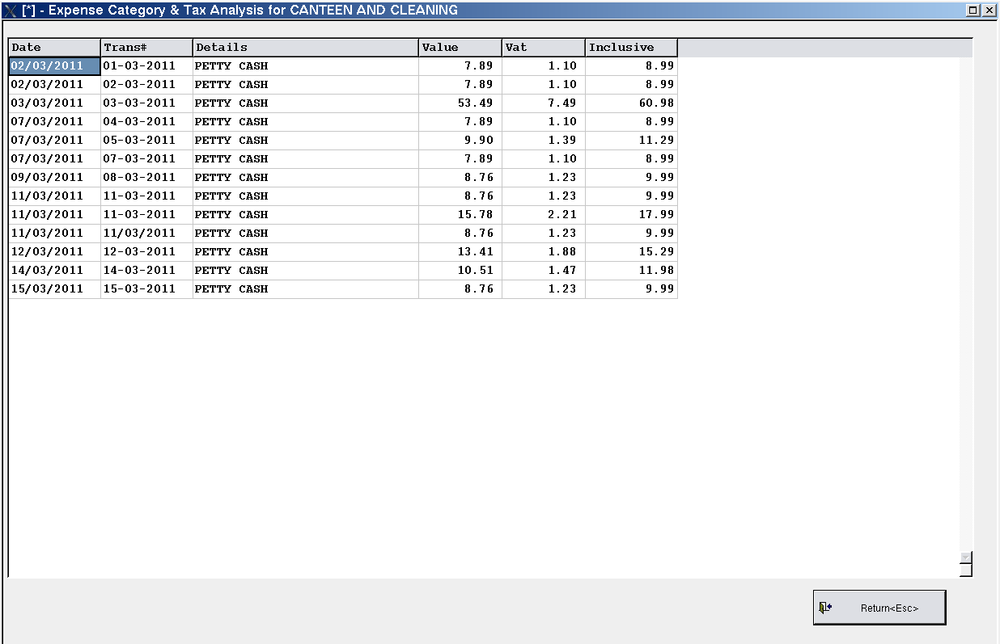 [*] - Expense Category & Tax Analysis for CANTEEN AND CLEANING
Date Trans# Details Value Vat Inclusive
02/03/2011 01-03-2011 PETTY CASH 7.89 1.10 8.99
02/03/2011 02-03-2011 PETTY CASH 7.89 1.10 8.99
03/03/2011 03-03-2011 PETTY CASH 53.49 7.49 60.98
07/03/2011 04-03-2011 PETTY CASH 7.89 1.10 8.99
07/03/2011 05-03-2011 PETTY CASH 9.90 1.39 11.29
07/03/2011 07-03-2011 PETTY CASH 7.89 1.10 8.99
09/03/2011 08-03-2011 PETTY CASH 8.76 1.23 9.99
11/03/2011 11-03-2011 PETTY CASH 8.76 1.23 9.99
11/03/2011 11-03-2011 PETTY CASH 15.78 2.21 17.99
11/03/2011 11/03/2011 PETTY CASH 8.76 1.23 9.99
12/03/2011 12-03-2011 PETTY CASH 13.41 1.88 15.29
14/03/2011 14-03-2011 PETTY CASH 10.51 1.47 11.98
15/03/2011 15-03-2011 PETTY CASH 8.76 1.23 9.99
Return<Esc>